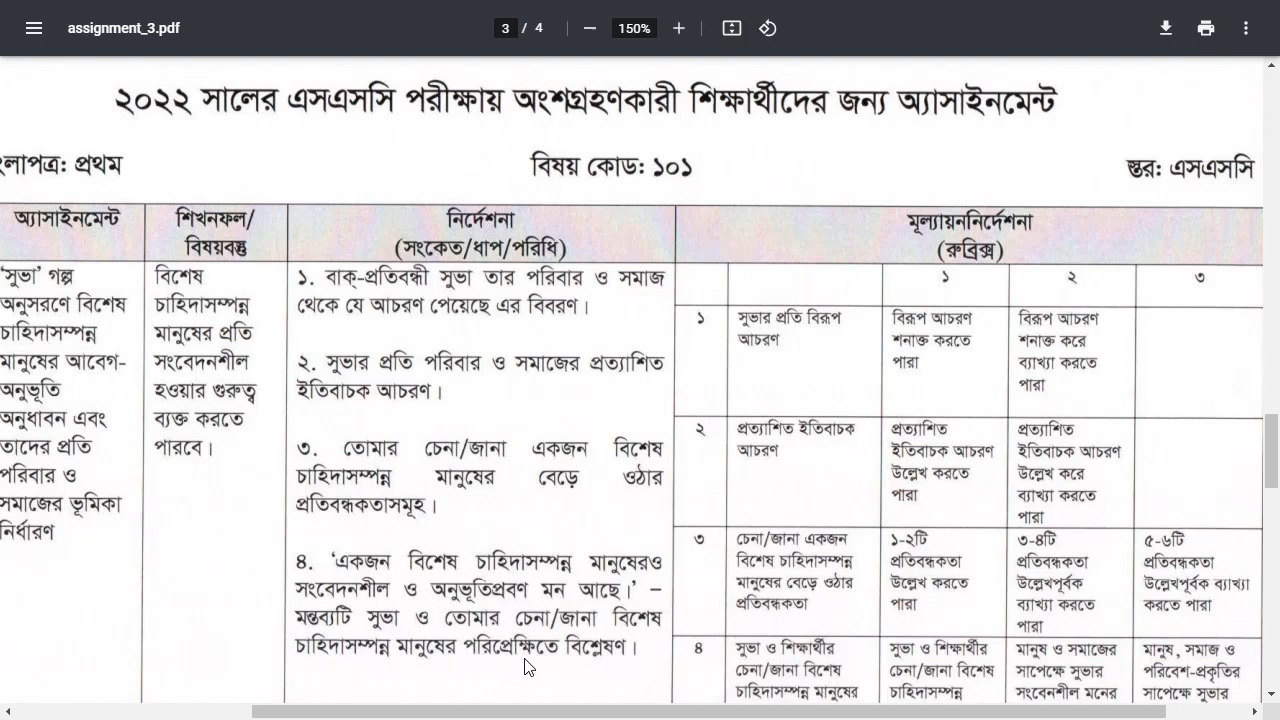 assignment_3.pdf
3 / 4
150%
২০২২ সালের এসএসসি পরীক্ষায় অংশগ্রহণকারী শিক্ষার্থীদের জন্য অ্যাসাইনমেন্ট
লাপত্র: প্রথম
বিষয় কোড: ১০১
স্তর: এসএসসি
অ্যাসাইনমেন্ট
শিখনফল/
বিষয়বস্তু
নির্দেশনা
(সংকেত/ধাপ/পরিধি)
মূল্যায়ননির্দেশনা
(রুব্রিক্স)
'সুভা' গল্প
অনুসরণে বিশেষ
চাহিদাসম্পন্ন
মানুষের আবেগ-
অনুভূতি
অনুধাবন এবং
তাদের প্রতি
পরিবার ও
সমাজের ভূমিকা
নির্ধারণ
বিশেষ
চাহিদাসম্পন্ন
মানুষের প্রতি
সংবেদনশীল
হওয়ার গুরুত্ব
ব্যক্ত করতে
পারবে।
১. বাক্-প্রতিবন্ধী সুভা তার পরিবার ও সমাজ
থেকে যে আচরণ পেয়েছে এর বিবরণ।
২. সুভার প্রতি পরিবার ও সমাজের প্রত্যাশিত
ইতিবাচক আচরণ।
৩. তোমার চেনা/জানা একজন বিশেষ
চাহিদাসম্পন্ন মানুষের বেড়ে ওঠার
প্রতিবন্ধকতাসমূহ।
৪. 'একজন বিশেষ চাহিদাসম্পন্ন মানুষেরও
সংবেদনশীল ও অনুভূতিপ্রবণ মন আছে।' –
মন্তব্যটি সুভা ও তোমার চেনা/জানা বিশেষ
চাহিদাসম্পন্ন মানুষের পরিপ্রেক্ষিতে বিশ্লেষণ।
১
২
৩
১
সুভার প্রতি বিরূপ
আচরণ
বিরূপ আচরণ
শনাক্ত করতে
পারা
বিরূপ আচরণ
শনাক্ত করে
ব্যাখ্যা করতে
পারা
২
প্রত্যাশিত ইতিবাচক
আচরণ
প্রত্যাশিত
ইতিবাচক আচরণ
উল্লেখ করতে
পারা
প্রত্যাশিত
ইতিবাচক আচরণ
উল্লেখ করে
ব্যাখ্যা করতে
পারা
৩
চেনা/জানা একজন
বিশেষ চাহিদাসম্পন্ন
মানুষের বেড়ে ওঠার
প্রতিবন্ধকতা
১-২টি
প্রতিবন্ধকতা
উল্লেখ করতে
পারা
৩-৪টি
প্রতিবন্ধকতা
উল্লেখপূর্বক
ব্যাখ্যা করতে
পারা
৫-৬টি
প্রতিবন্ধকতা
উল্লেখপূর্বক ব্যাখ্যা
করতে পারা
৪
সুভা ও শিক্ষার্থীর
চেনা/জানা বিশেষ
চাহিদাসম্পন্ন মানুষের
সুভা ও শিক্ষার্থীর
চেনা/জানা বিশেষ
চাহিদাসম্পন্ন
মানুষ ও সমাজের
সাপেক্ষে সুভার
সংবেনশীল মনের
মানুষ, সমাজ ও
পরিবেশ-প্রকৃতির
সাপেক্ষে সুভার